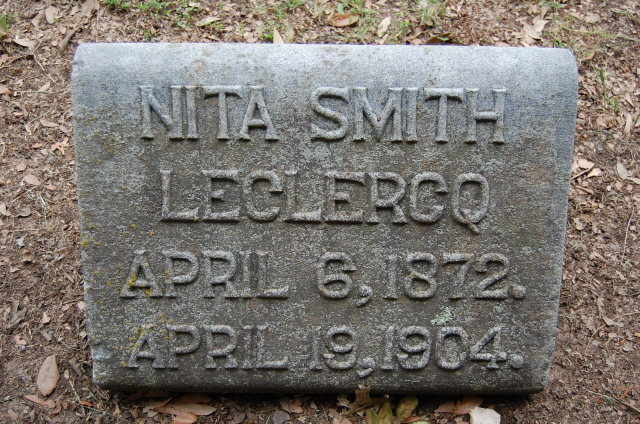 NITA SMITH
LECLERCQ
APRIL 6, 1872.
APRIL 19, 1904.